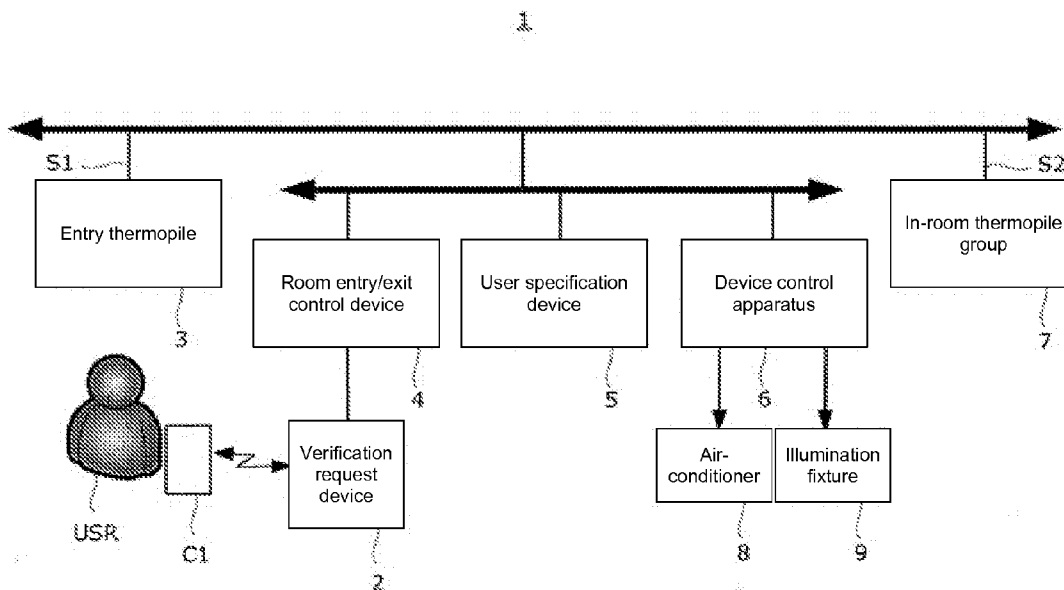 1
S1
S2
Entry thermopile
In-room thermopile
group
Room entry/exit
control device
User specification
device
Device control
apparatus
3
7
4
5
6
Verification
request
device
Air-
conditioner
Illumination
fixture
USR
C1
2
8
9